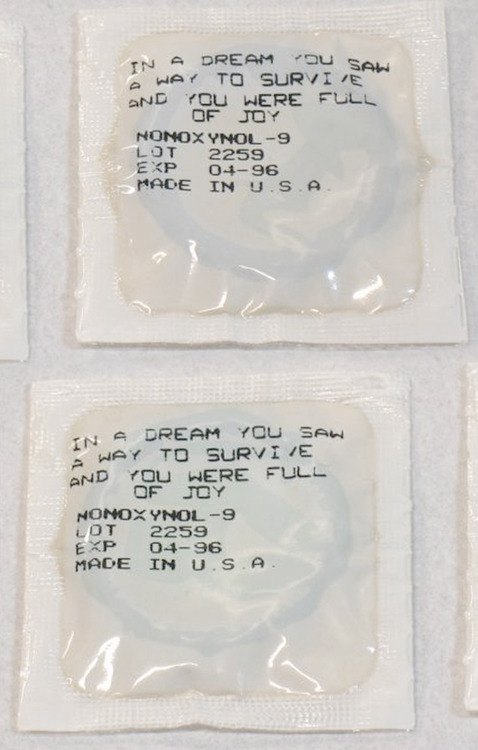 IN A DREAM YOU SAW
A WAY TO SURVIVE
AND YOU WERE FULL
OF JOY
NONOXYNOL-9
LOT 2259
EXP 04-96
MADE IN U.S.A.
IN A DREAM YOU SAW
A WAY TO SURVIVE
AND YOU WERE FULL
OF JOY
NONOXYNOL-9
LOT 2259
EXP 04-96
MADE IN U.S.A.